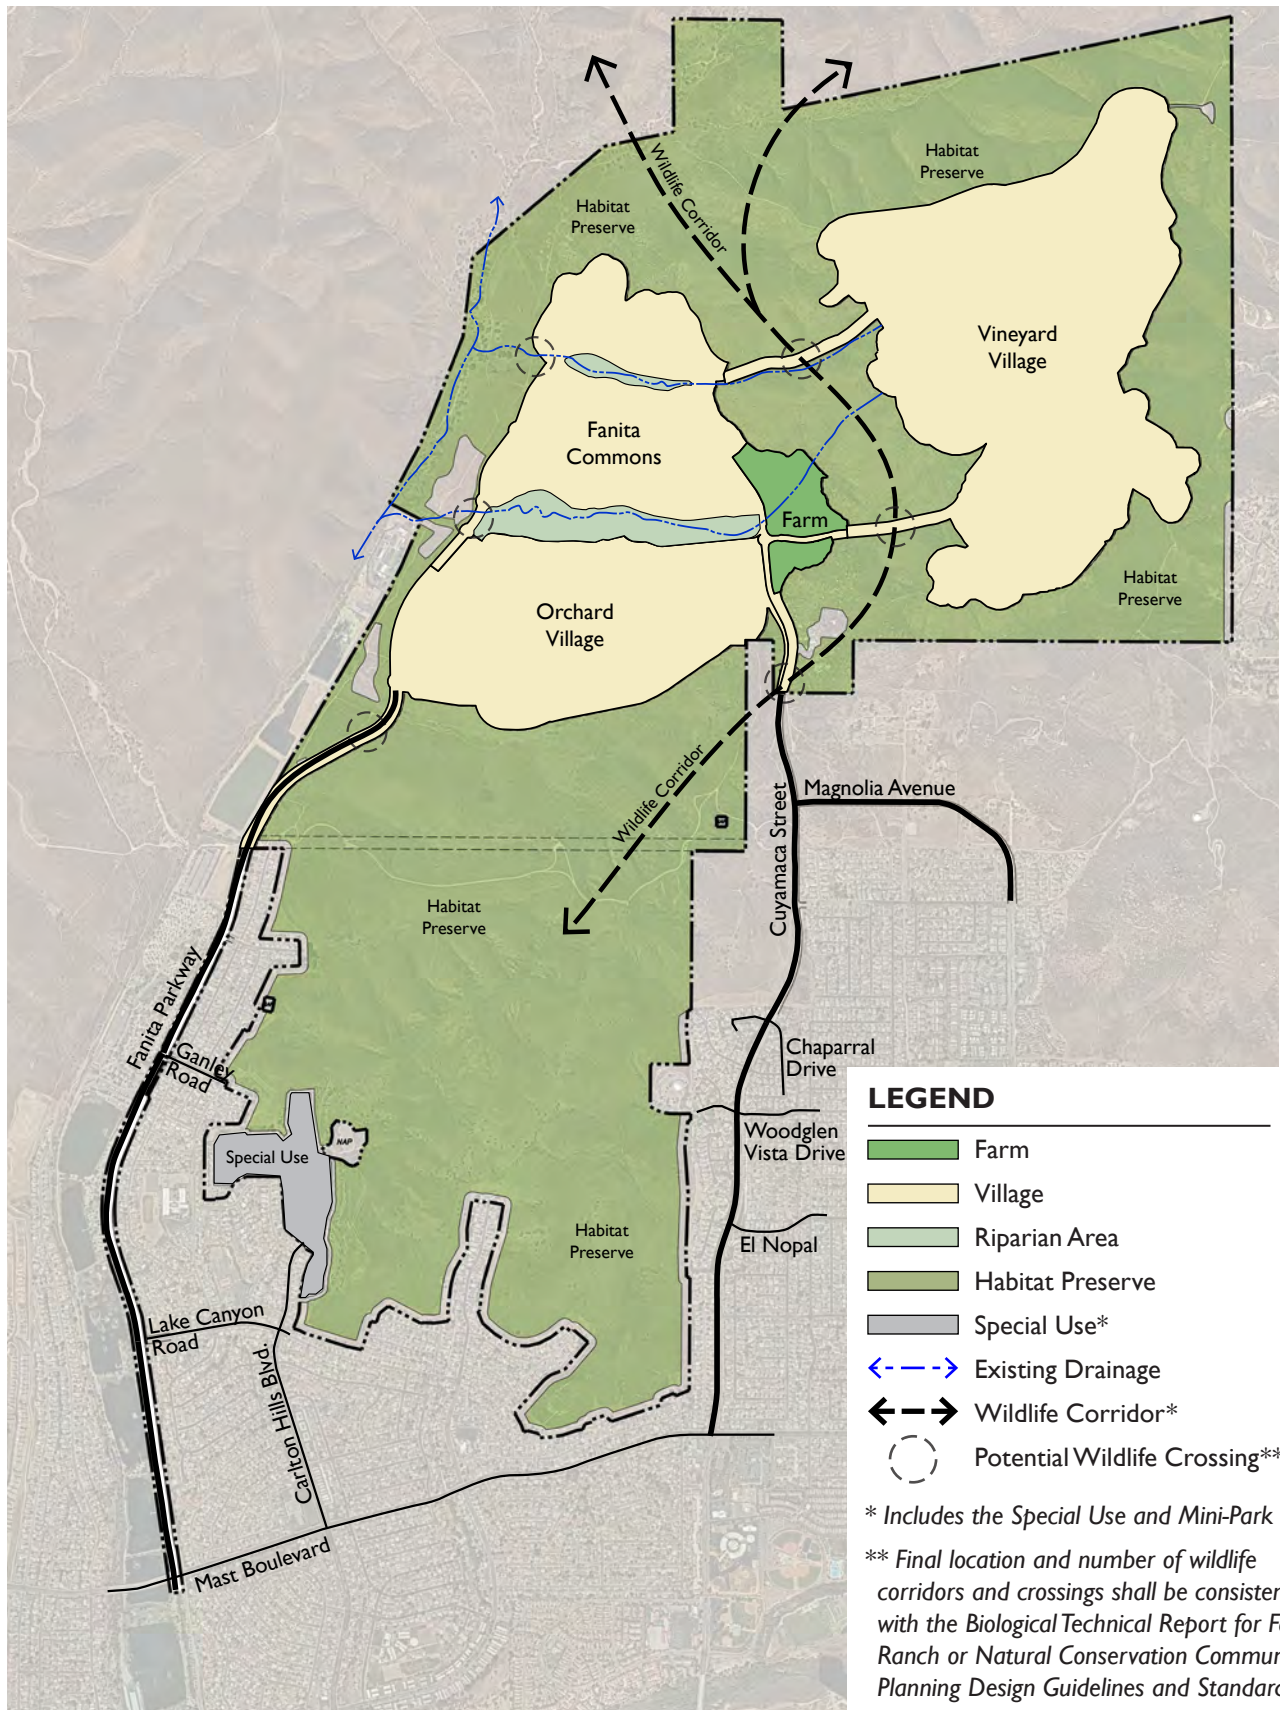 Wildlife Corridor
Habitat
Preserve
Habitat
Preserve
Vineyard
Village
Fanita
Commons
Farm
Habitat
Preserve
Orchard
Village
Wildlife Corridor
Magnolia Avenue
Cuyamaca Street
Habitat
Preserve
Fanita Parkway
Ganley
Road
Chaparral
Drive
Woodglen
Vista Drive
NAP
Special Use
Habitat
Preserve
El Nopal
Lake Canyon
Road
Carlton Hills Blvd.
Mast Boulevard
LEGEND
Farm
Village
Riparian Area
Habitat Preserve
Special Use*
Existing Drainage
Wildlife Corridor*
Potential Wildlife Crossing**
* Includes the Special Use and Mini-Park
** Final location and number of wildlife
corridors and crossings shall be
with the Biological Technical Report for
Ranch or Natural Conservation
Planning Design Guidelines and